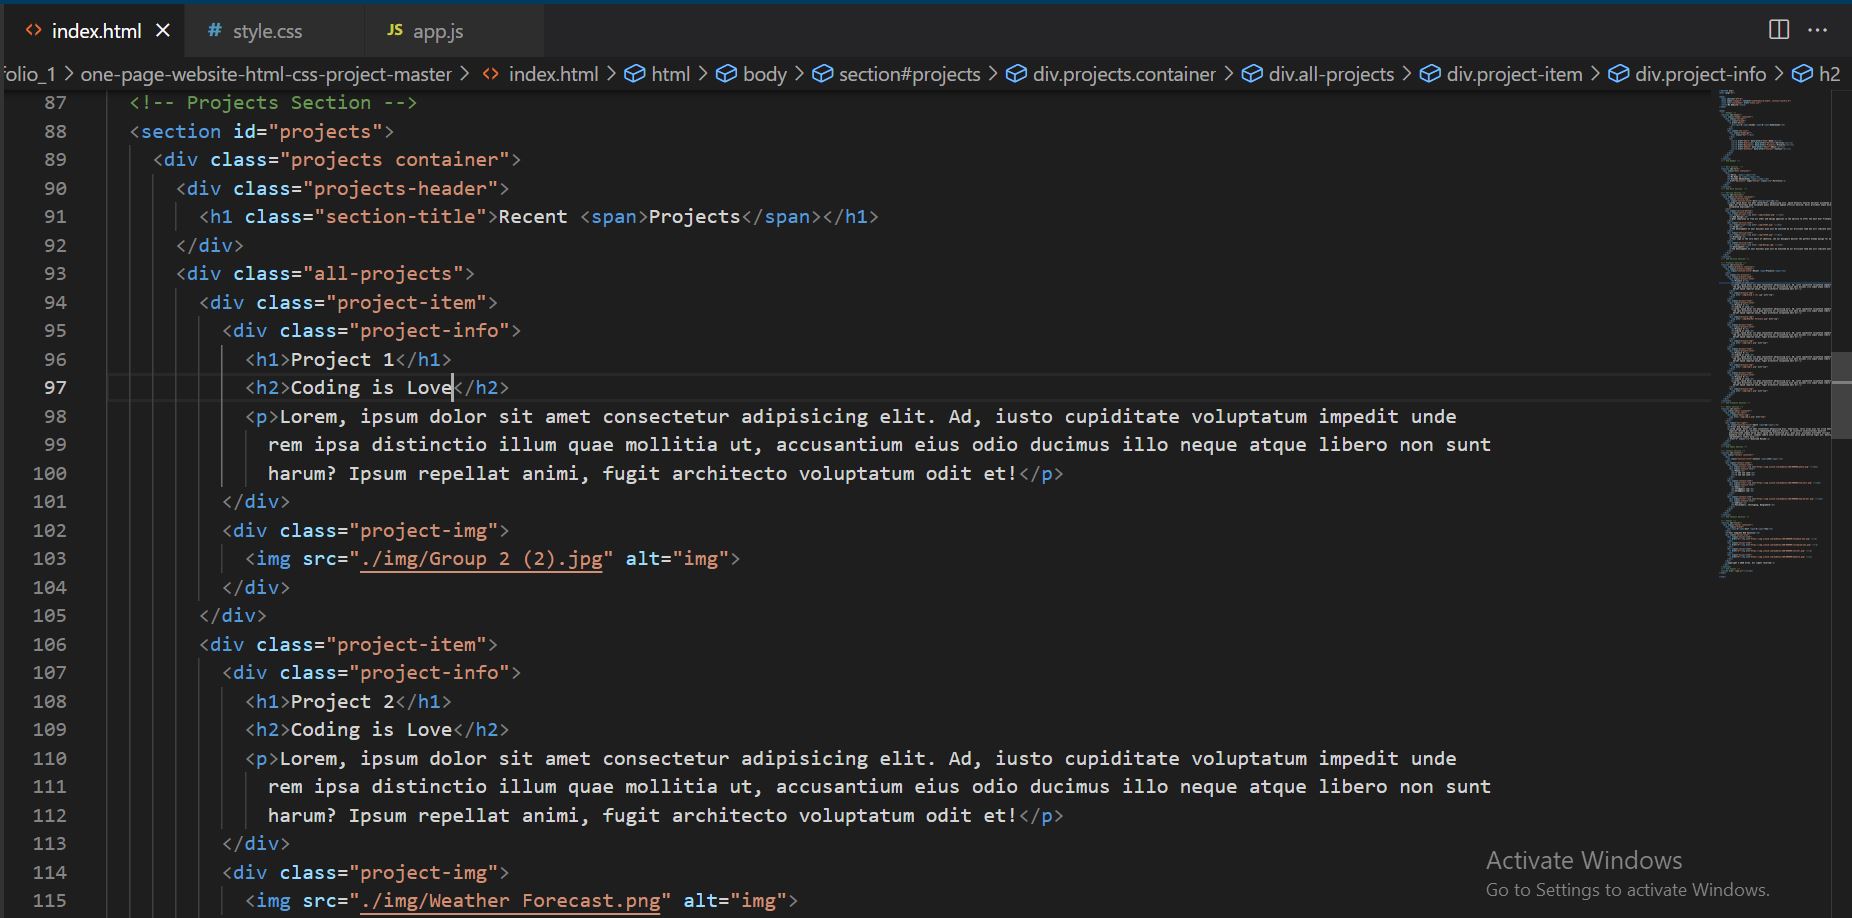 index.html
style.css
JS app.js
folio_1 > one-page-website-html-css-project-master > index.html > html > body > section#projects > div.projects.container > div.all-projects > div.project-item > div.project-info > h2
87 <!-- Projects Section -->
88 <section id="projects">
89 <div class="projects container">
90 <div class="projects-header">
91 <h1 class="section-title">Recent <span>Projects</span></h1>
92 </div>
93 <div class="all-projects">
94 <div class="project-item">
95 <div class="project-info">
96 <h1>Project 1</h1>
97 <h2>Coding is Love</h2>
98 <p>Lorem, ipsum dolor sit amet consectetur adipisicing elit. Ad, iusto cupiditate voluptatum impedit unde
99 rem ipsa distinctio illum quae mollitia ut, accusantium eius odio ducimus illo neque atque libero non sunt
100 harum? Ipsum repellat animi, fugit architecto voluptatum odit et!</p>
101 </div>
102 <div class="project-img">
103 <img src="./img/Group 2 (2).jpg" alt="img">
104 </div>
105 </div>
106 <div class="project-item">
107 <div class="project-info">
108 <h1>Project 2</h1>
109 <h2>Coding is Love</h2>
110 <p>Lorem, ipsum dolor sit amet consectetur adipisicing elit. Ad, iusto cupiditate voluptatum impedit unde
111 rem ipsa distinctio illum quae mollitia ut, accusantium eius odio ducimus illo neque atque libero non sunt
112 harum? Ipsum repellat animi, fugit architecto voluptatum odit et!</p>
113 </div>
114 <div class="project-img">
115 <img src="./img/Weather Forecast.png" alt="img">
Activate Windows
Go to Settings to activate Windows.